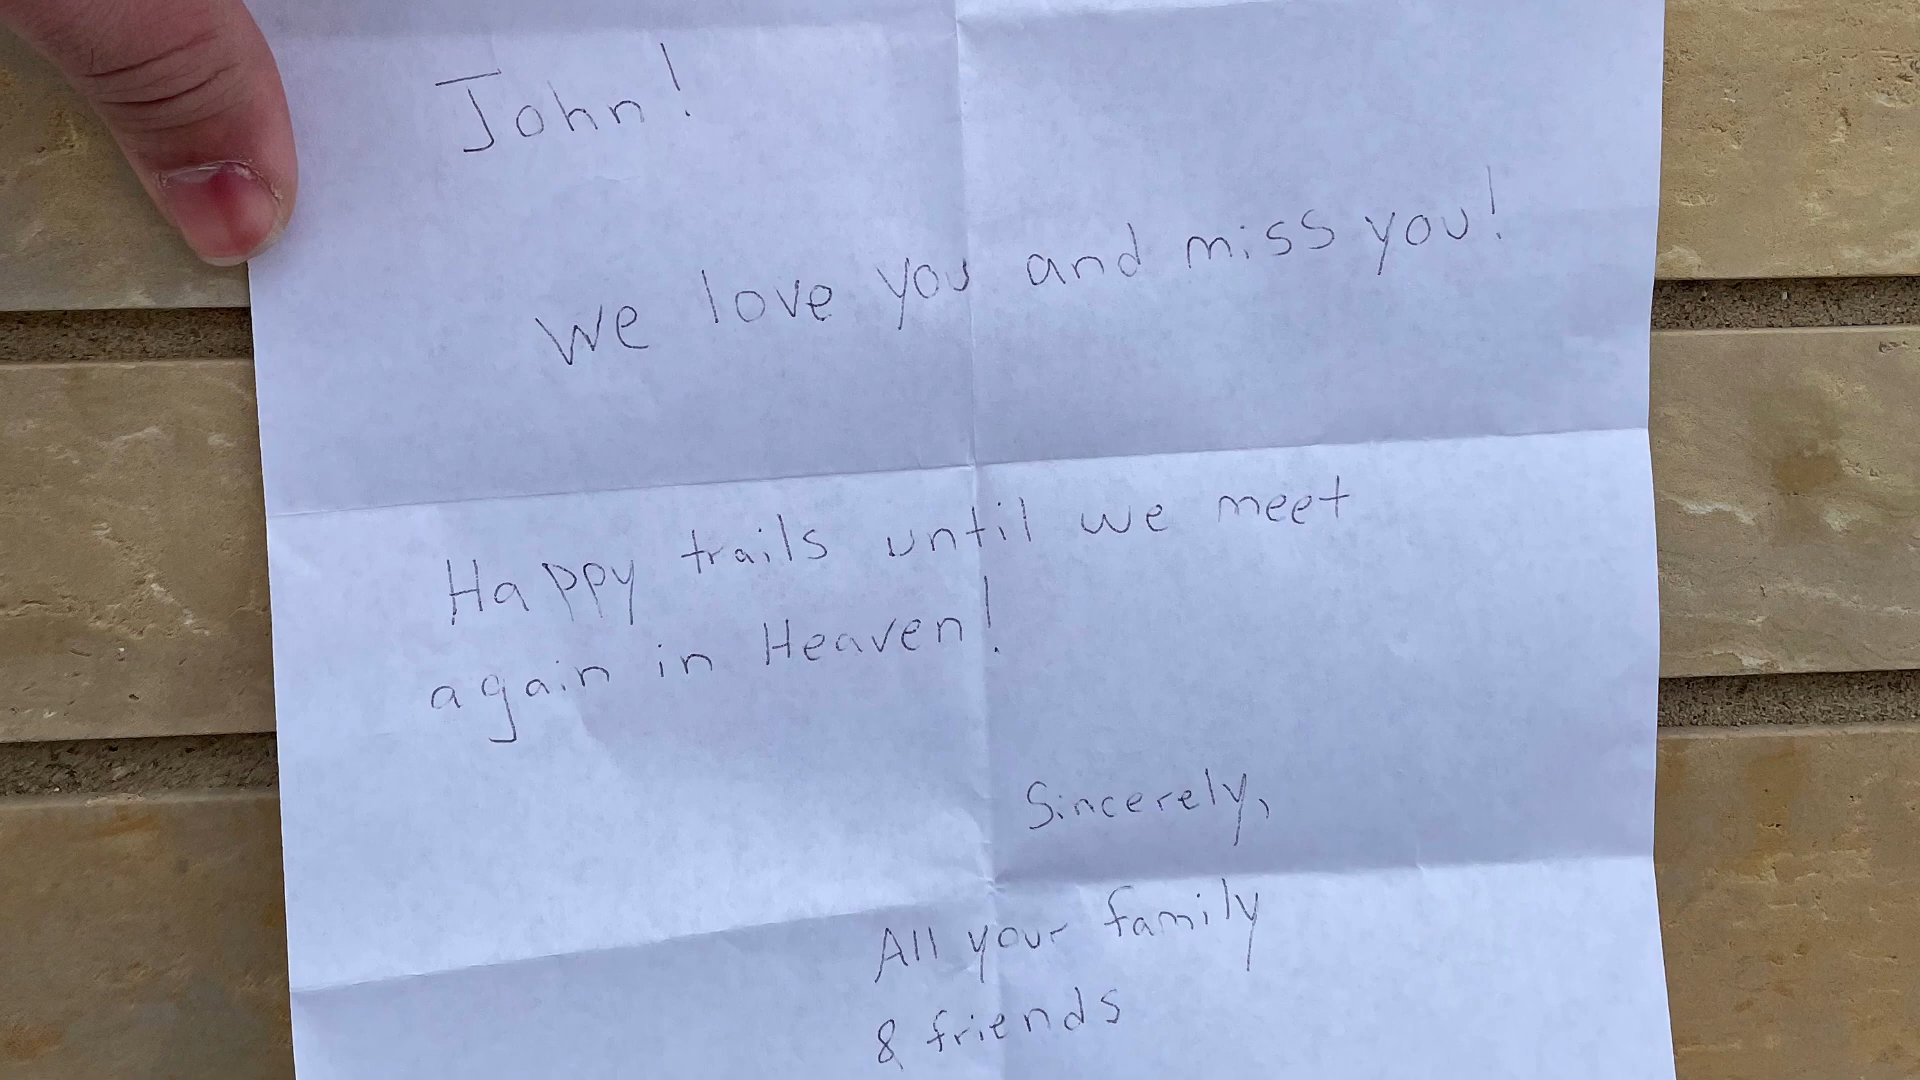 John!
We love you and miss you!
Happy trails until we meet
again in Heaven!
Sincerely,
All your family
& friends